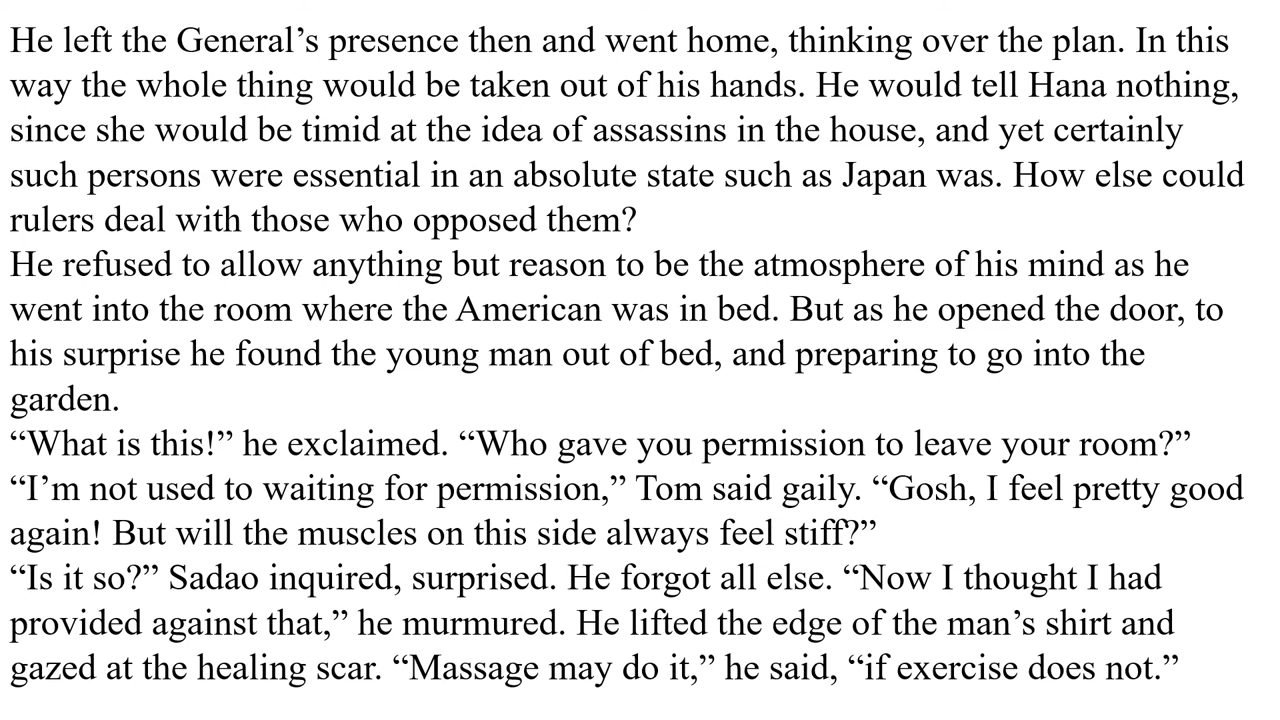 He left the General’s presence then and went home, thinking over the plan. In this
way the whole thing would be taken out of his hands. He would tell Hana nothing,
since she would be timid at the idea of assassins in the house, and yet certainly
such persons were essential in an absolute state such as Japan was. How else could
rulers deal with those who opposed them?
He refused to allow anything but reason to be the atmosphere of his mind as he
went into the room where the American was in bed. But as he opened the door, to
his surprise he found the young man out of bed, and preparing to go into the
garden.
“What is this!” he exclaimed. “Who gave you permission to leave your room?”
“I’m not used to waiting for permission,” Tom said gaily. “Gosh, I feel pretty good
again! But will the muscles on this side always feel stiff?”
“Is it so?” Sadao inquired, surprised. He forgot all else. “Now I thought I had
provided against that,” he murmured. He lifted the edge of the man’s shirt and
gazed at the healing scar. “Massage may do it,” he said, “if exercise does not.”